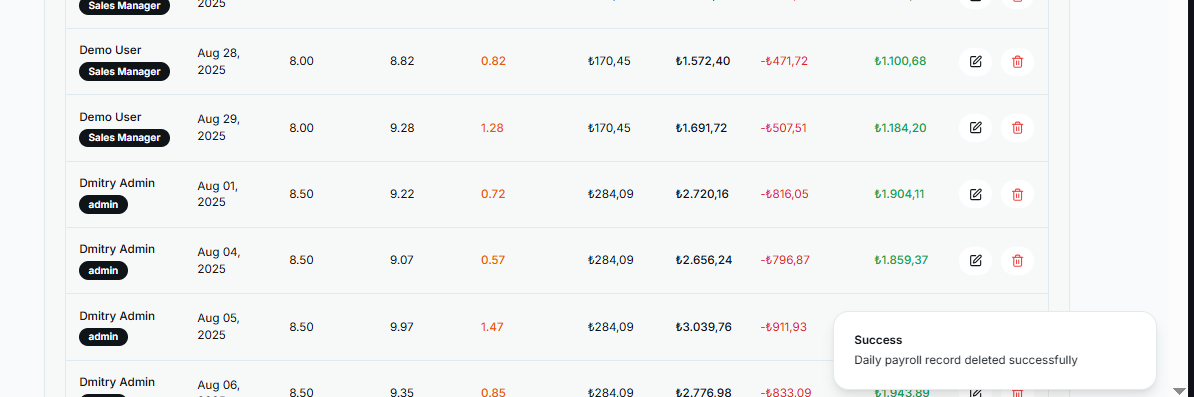 Sales Manager
2025
Demo User
Sales Manager
Aug 28,
2025
8.00
8.82
0.82
₺170,45
₺1.572,40
-₺471,72
₺1.100,68
Demo User
Sales Manager
Aug 29,
2025
8.00
9.28
1.28
₺170,45
₺1.691,72
-₺507,51
₺1.184,20
Dmitry Admin
admin
Aug 01,
2025
8.50
9.22
0.72
₺284,09
₺2.720,16
-₺816,05
₺1.904,11
Dmitry Admin
admin
Aug 04,
2025
8.50
9.07
0.57
₺284,09
₺2.656,24
-₺796,87
₺1.859,37
Dmitry Admin
admin
Aug 05,
2025
8.50
9.97
1.47
₺284,09
₺3.039,76
-₺911,93
Dmitry Admin
Aug 06,
8.50
9.35
0.85
₺284,09
₺2.776,98
-₺833,09
₺1.943,89
Success
Daily payroll record deleted successfully